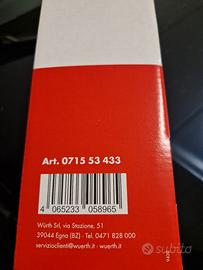 Art. 0715 53 433
4 065233 058965
Würth Srl, via Stazione, 51
39044 Egna (BZ) • Tel. 0471 828 000
servizioclienti@wuerth.it • wuerth.it
subito